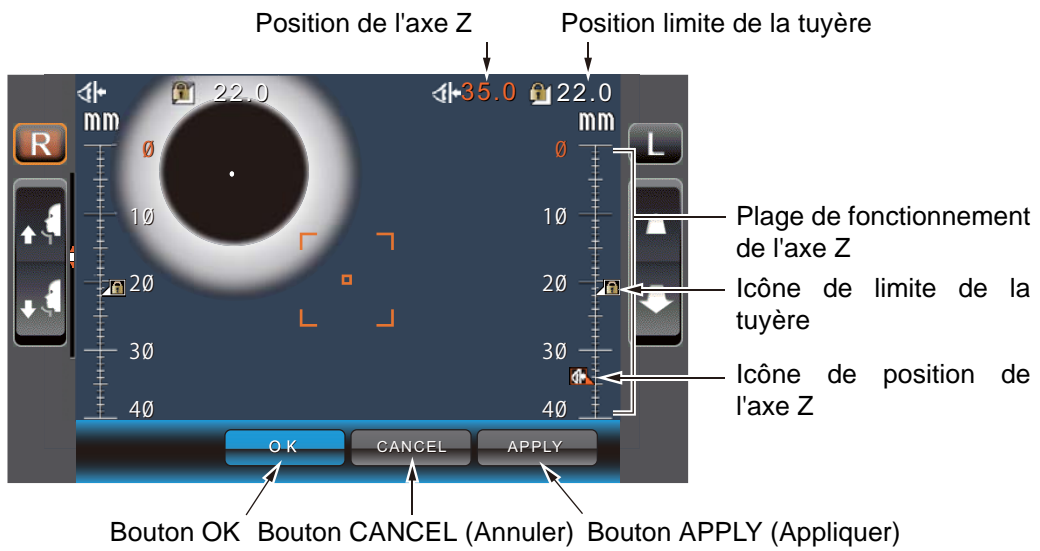 Position de l'axe Z Position limite de la tuyère
22.0 35.0 22.0
mm mm
R L
Ø Ø
10 10
Plage de fonctionnement
de l'axe Z
20 20
Icône de limite de la
tuyère
30 30
Icône de position de
l'axe Z
40 40
OK CANCEL APPLY
Bouton OK Bouton CANCEL (Annuler) Bouton APPLY (Appliquer)